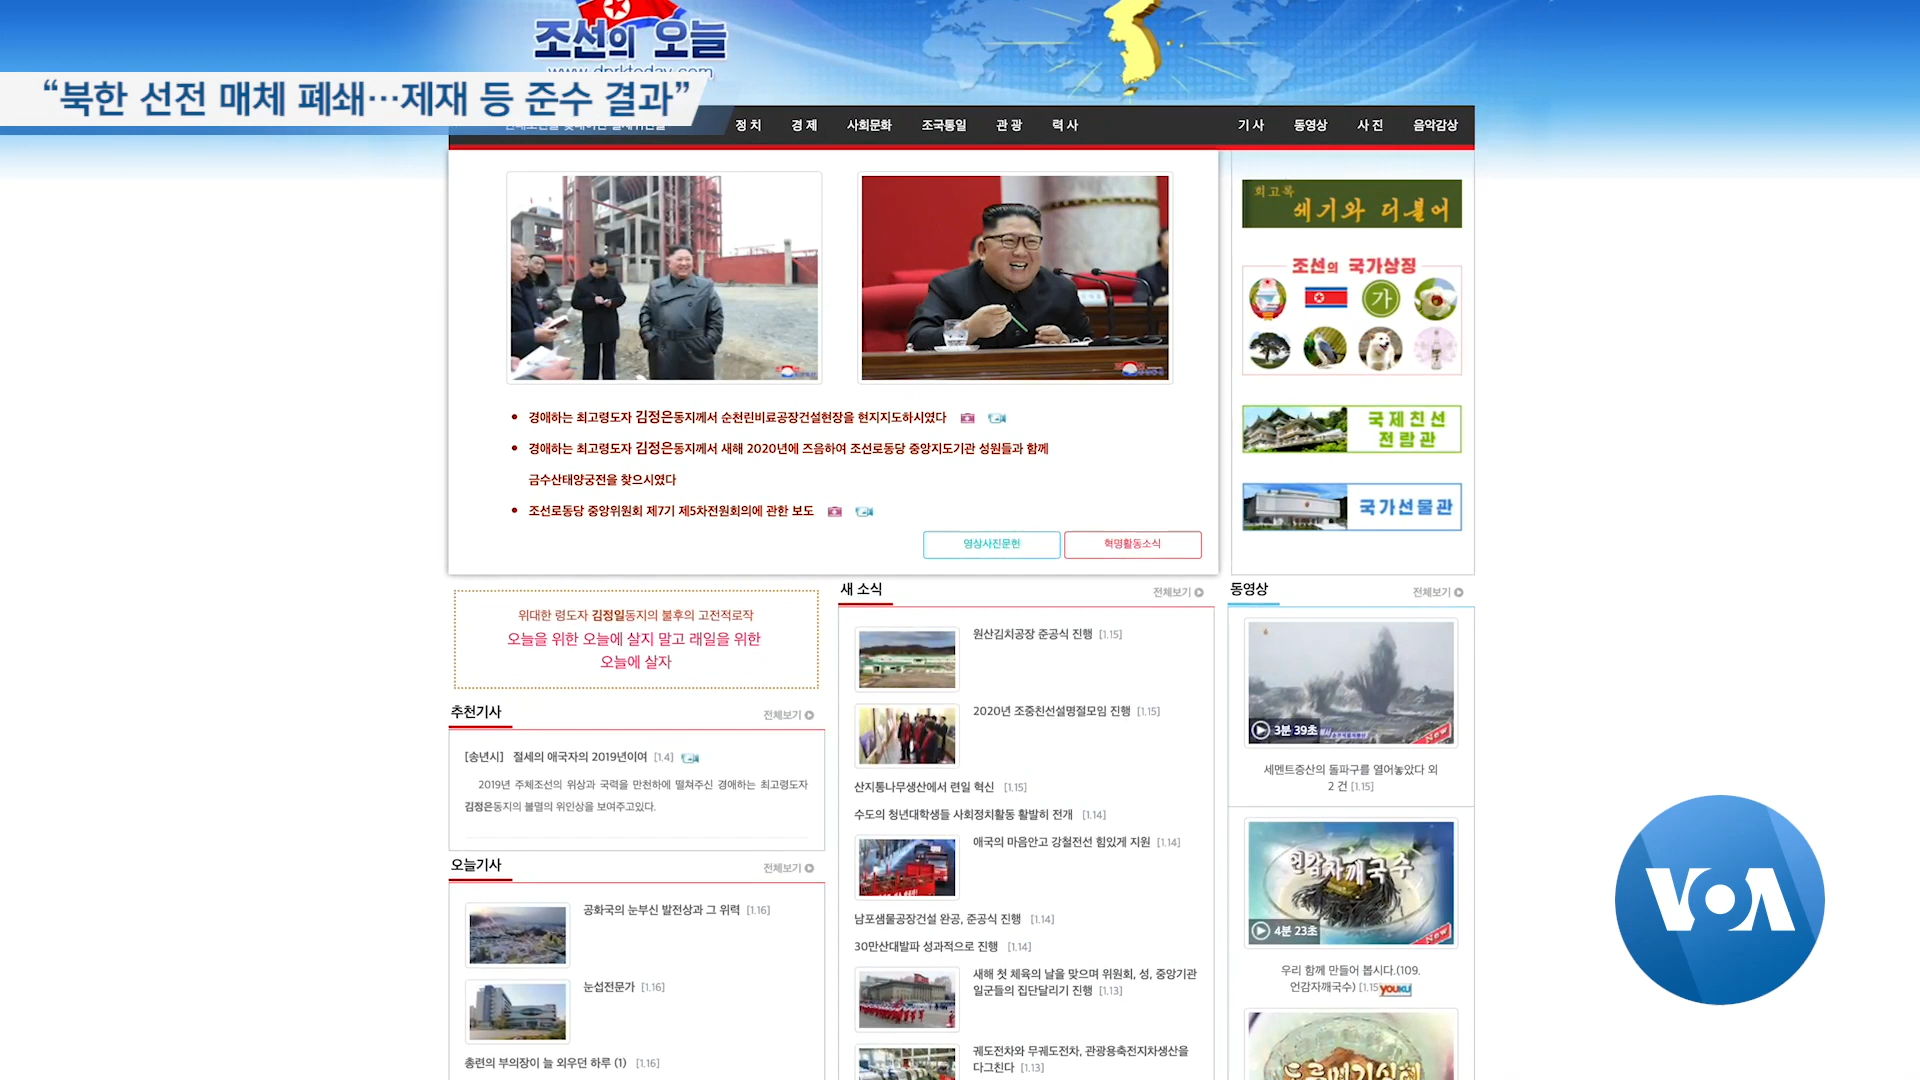 조선의 오늘
www.dprktoday.com
“북한 선전 매체 폐쇄…제재 등 준수 결과”
정 치
경 제
사회문화
조국통일
관 광
력 사
기 사
동영상
사 진
음악감상
회고록
세기와 더불어
조선의 국가상징
가
국제친선
전람관
국가선물관
경애하는 최고령도자 김정은동지께서 순천린비료공장건설현장을 현지지도하시였다
경애하는 최고령도자 김정은동지께서 새해 2020년에 즈음하여 조선로동당 중앙지도기관 성원들과 함께
금수산태양궁전을 찾으시였다
조선로동당 중앙위원회 제7기 제5차전원회의에 관한 보도
영상사진문헌
혁명활동소식
위대한 령도자 김정일동지의 불후의 고전적로작
오늘을 위한 오늘에 살지 말고 래일을 위한
오늘에 살자
추천기사
전체보기
[송년시] 절세의 애국자의 2019년이여 [1.4]
2019년 주체조선의 위상과 국력을 만천하에 떨쳐주신 경애하는 최고령도자
김정은동지의 불멸의 위인상을 보여주고있다.
오늘기사
전체보기
공화국의 눈부신 발전상과 그 위력 [1.16]
눈섭전문가 [1.16]
총련의 부의장이 늘 외우던 하루 (1) [1.16]
새 소식
전체보기
원산김치공장 준공식 진행 [1.15]
2020년 조중친선설명절모임 진행 [1.15]
산지통나무생산에서 련일 혁신 [1.15]
수도의 청년대학생들 사회정치활동 활발히 전개 [1.14]
애국의 마음안고 강철전선 힘있게 지원 [1.14]
남포샘물공장건설 완공, 준공식 진행 [1.14]
30만산대발파 성과적으로 진행 [1.14]
새해 첫 체육의 날을 맞으며 위원회, 성, 중앙기관
일군들의 집단달리기 진행 [1.13]
궤도전차와 무궤도전차, 관광용축전지차생산을
다그친다 [1.13]
동영상
전체보기
3분 39초
New
세멘트증산의 돌파구를 열어놓았다 외
2 건 [1.15]
언감자깨국수
4분 23초
New
우리 함께 만들어 봅시다.(109.
언감자깨국수) [1.15]
YOUKU
VOA